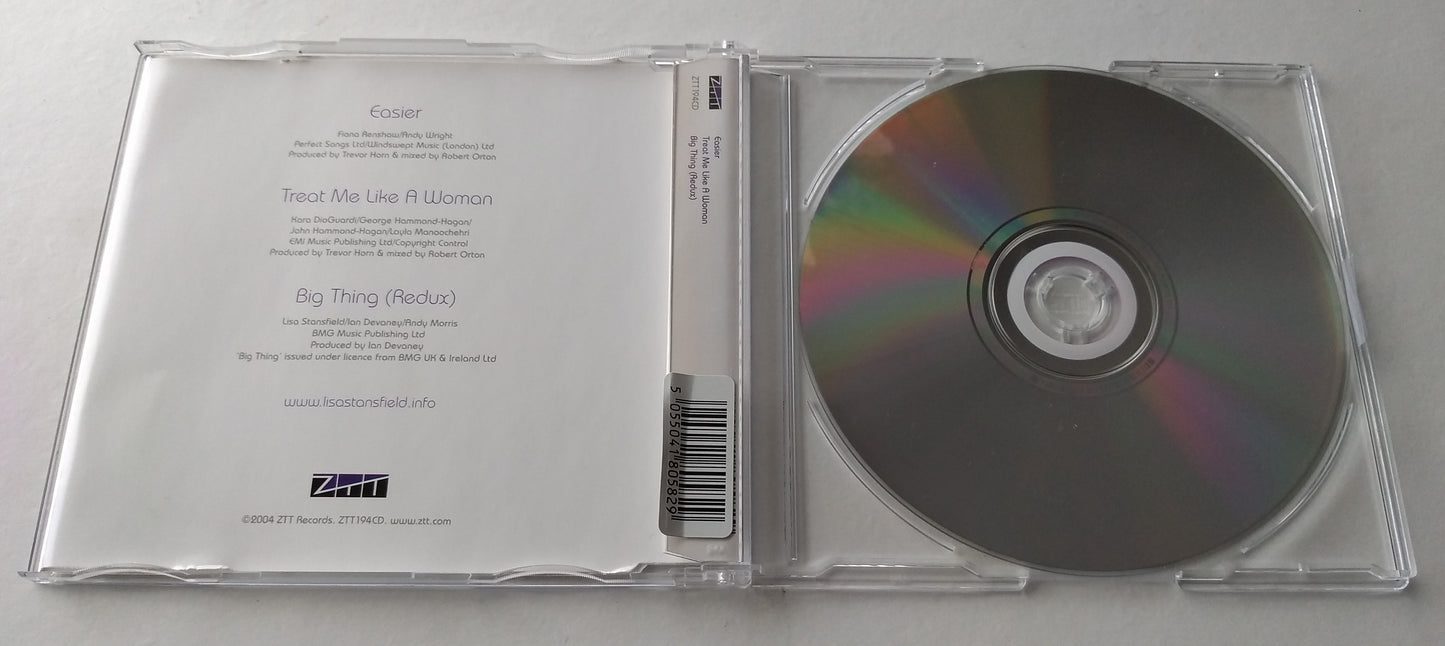 Easier
Fiona Renshaw/Andy Wright
Perfect Songs Ltd/Windswept Music (London) Ltd
Produced by Trevor Horn & mixed by Robert Orton
Treat Me Like A Woman
Kara DioGuardi/George Hammond-Hagan/
John Hammond-Hagan/Layla Manoochehri
EMI Music Publishing Ltd/Copyright Control
Produced by Trevor Horn & mixed by Robert Orton
Big Thing (Redux)
Lisa Stansfield/Ian Devaney/Andy Morris
BMG Music Publishing Ltd
Produced by Ian Devaney
'Big Thing' issued under licence from BMG UK & Ireland Ltd
www.lisastansfield.info
ZTT
©2004 ZTT Records. ZTT194CD. www.ztt.com
ZTT
ZTT194CD
Easier
Treat Me Like A Woman
Big Thing (Redux)
5 055041 805829